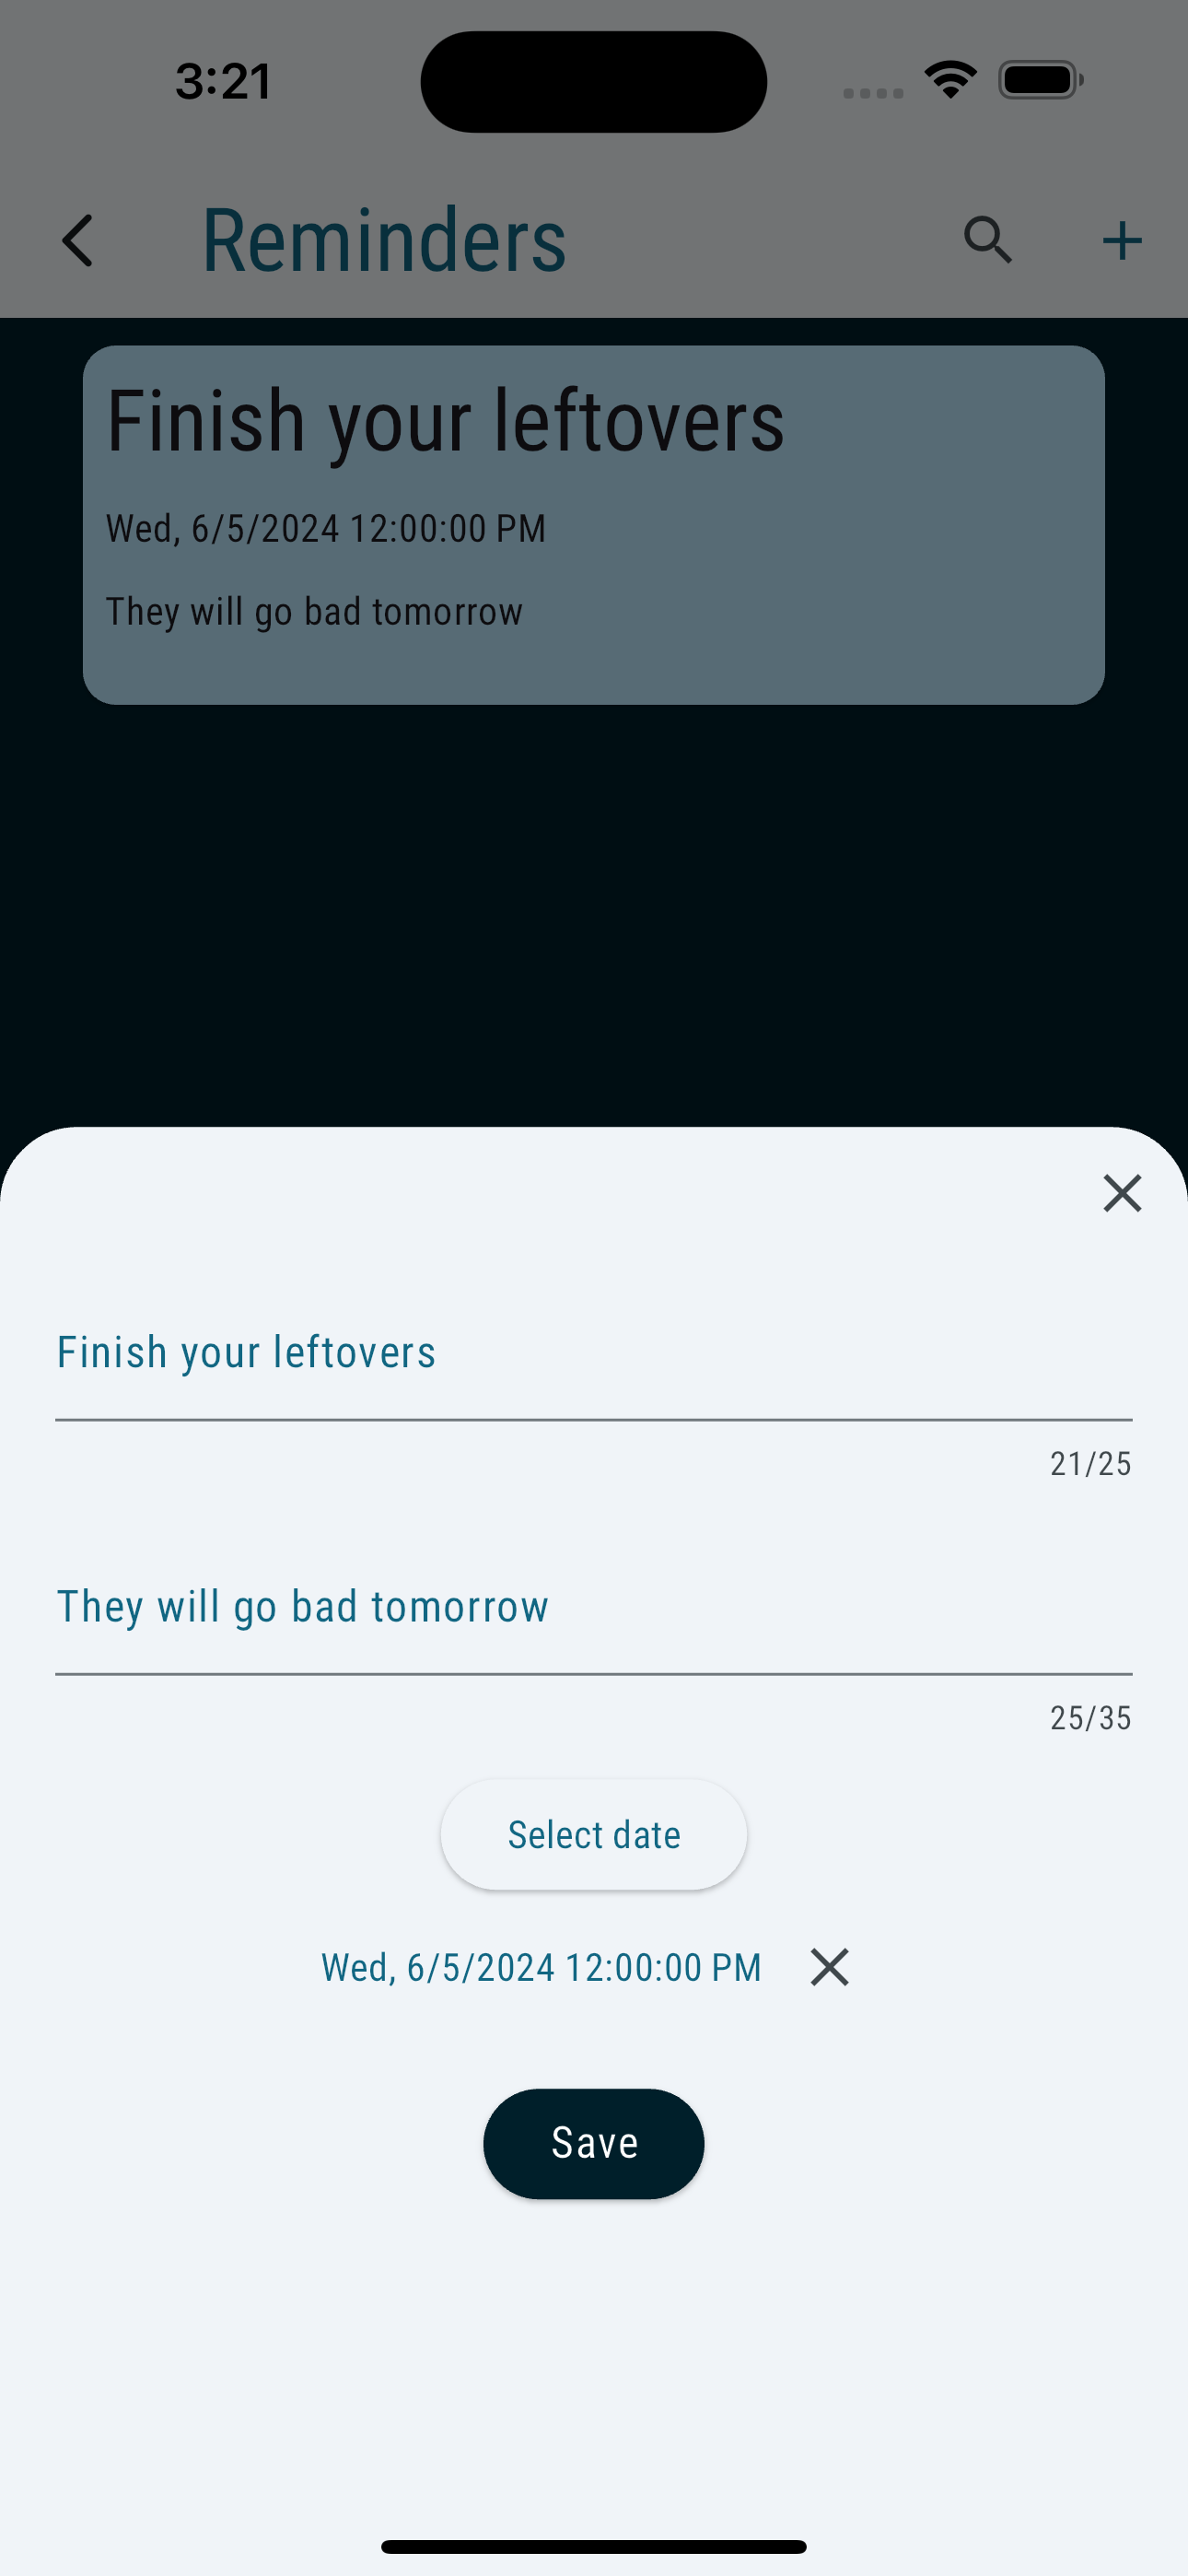 3:21
Reminders
Finish your leftovers
Wed, 6/5/2024 12:00:00 PM
They will go bad tomorrow
Finish your leftovers
21/25
They will go bad tomorrow
25/35
Select date
Wed, 6/5/2024 12:00:00 PM
Save